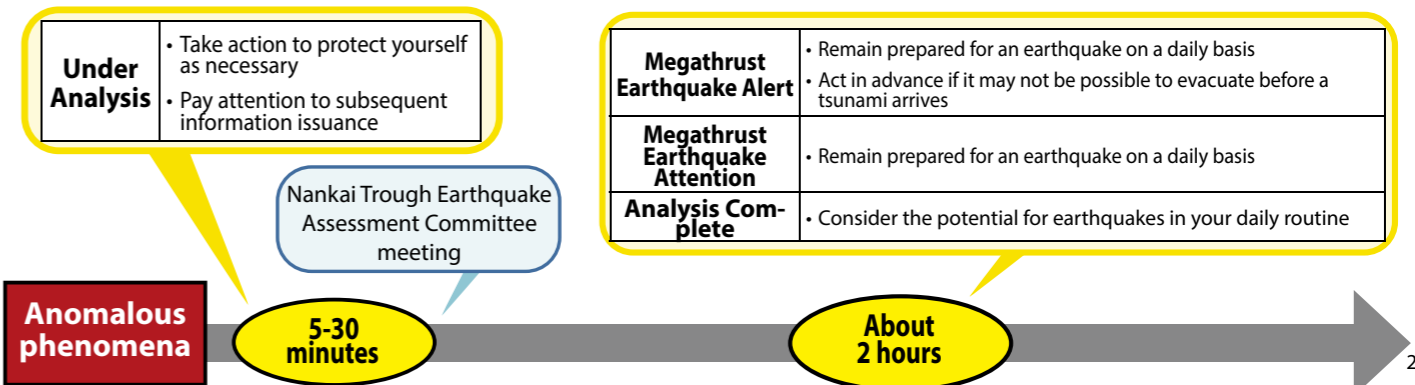 Under
Analysis
• Take action to protect yourself
as necessary
• Pay attention to subsequent
information issuance
Nankai Trough Earthquake
Assessment Committee
meeting
Megathrust
Earthquake Alert
• Remain prepared for an earthquake on a daily basis
• Act in advance if it may not be possible to evacuate before a
tsunami arrives
Megathrust
Earthquake
Attention
• Remain prepared for an earthquake on a daily basis
Analysis Com-
plete
• Consider the potential for earthquakes in your daily routine
Anomalous
phenomena
5-30
minutes
About
2 hours
2